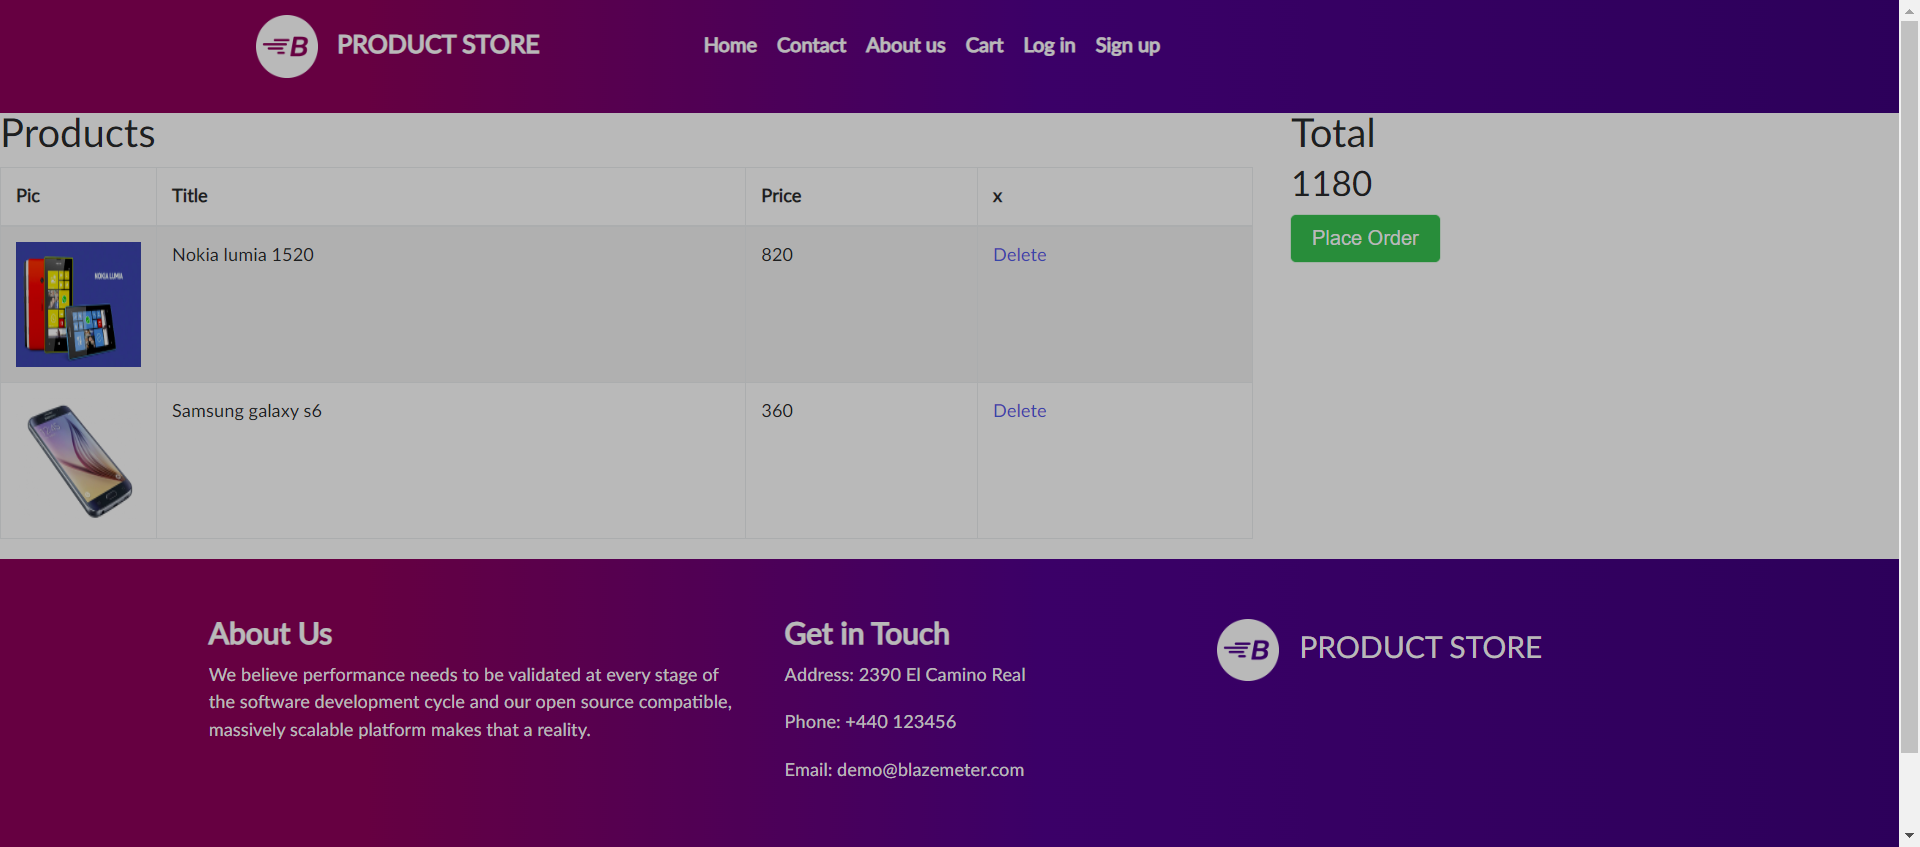 B PRODUCT STORE
Home Contact About us Cart Log in Sign up
Products
Pic Title Price x
NOKIA LUMIA
Nokia lumia 1520 820 Delete
Samsung galaxy s6 360 Delete
Total
1180
Place Order
About Us
We believe performance needs to be validated at every stage of
the software development cycle and our open source compatible,
massively scalable platform makes that a reality.
Get in Touch
Address: 2390 El Camino Real
Phone: +440 123456
Email: demo@blazemeter.com
B PRODUCT STORE